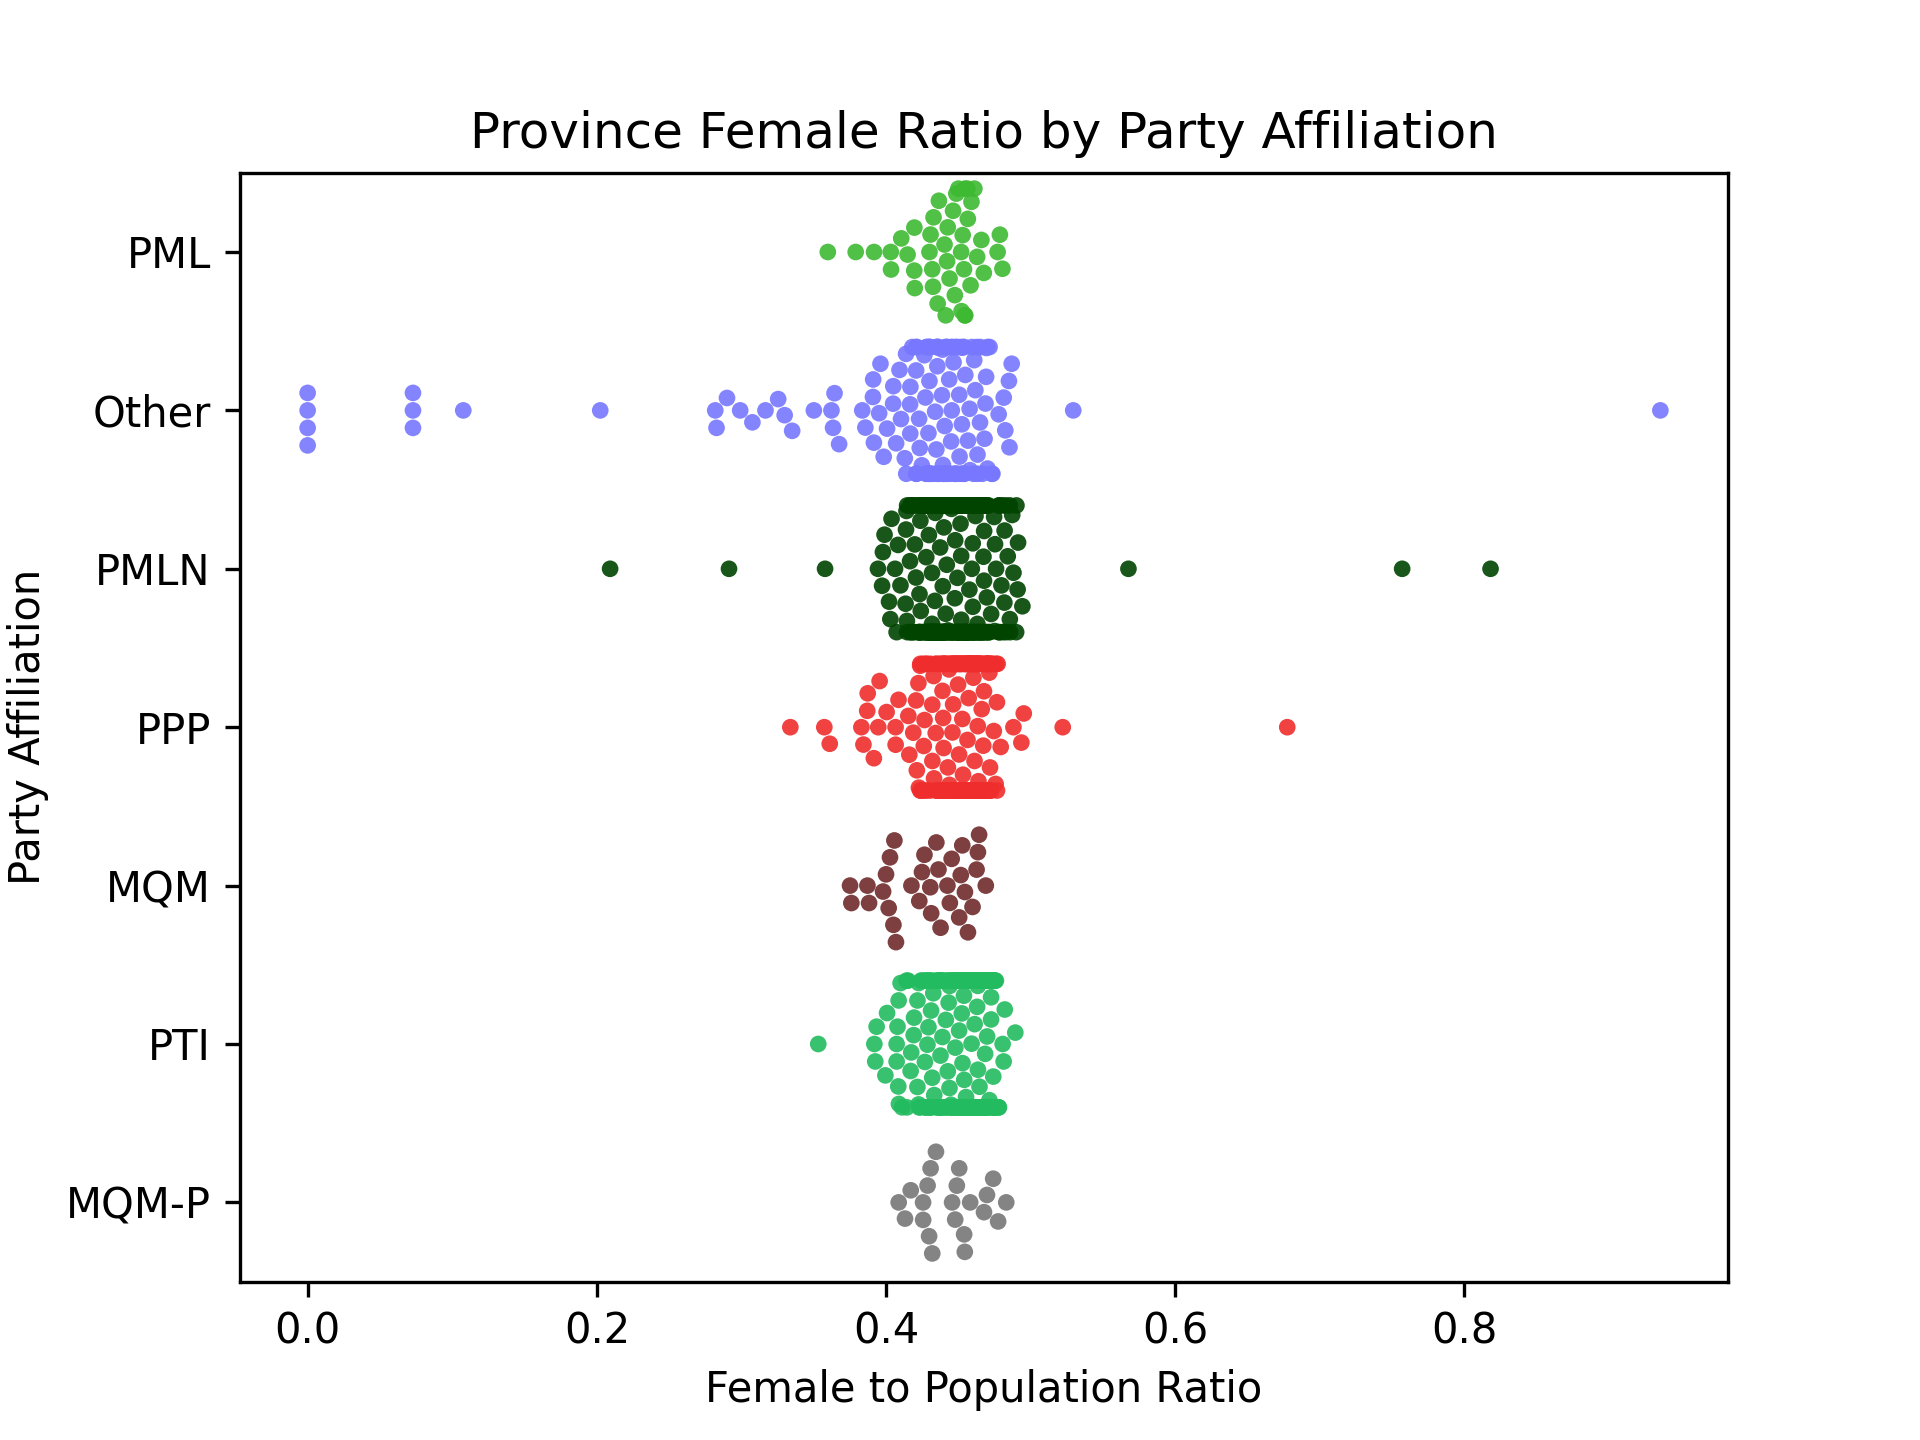 Province Female Ratio by Party Affiliation
Party Affiliation
PML
Other
PMLN
PPP
MQM
PTI
MQM-P
0.0 0.2 0.4 0.6 0.8
Female to Population Ratio